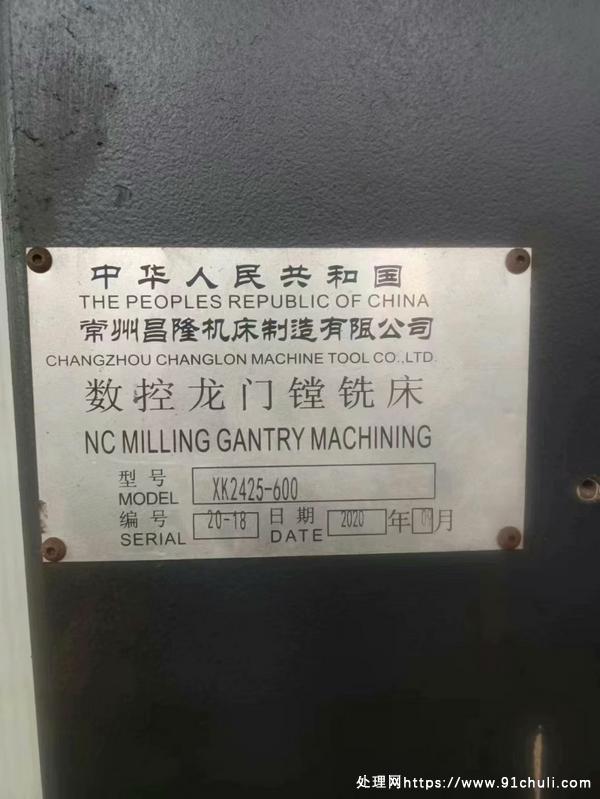 中华人民共和国
THE PEOPLES REPUBLIC OF CHINA
常州昌隆机床制造有限公司
CHANGZHOU CHANGLON MACHINE TOOL CO.,LTD.
数控龙门镗铣床
NC MILLING GANTRY MACHINING
型号 MODEL XK2425-600
编号 SERIAL 20-18 日期 DATE 2020 年 09 月
处理网https://www.91chuli.com